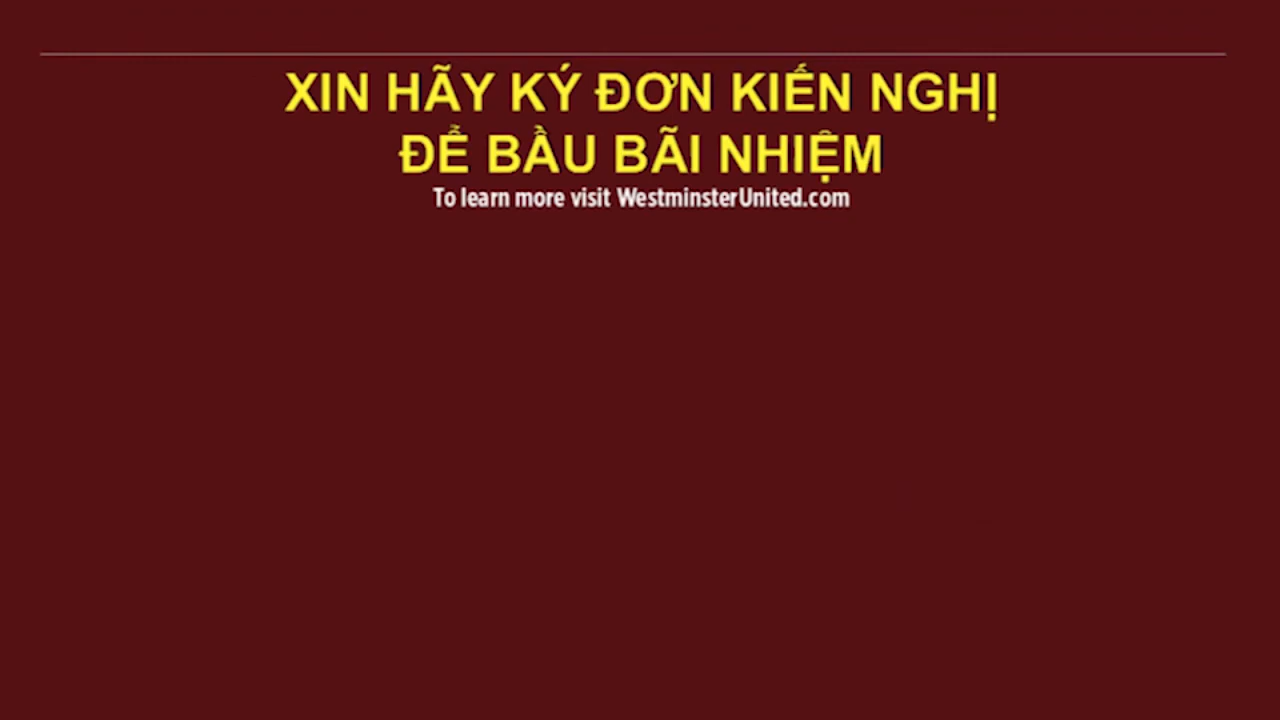 XIN HÃY KÝ ĐƠN KIẾN NGHỊ
ĐỂ BẦU BÃI NHIỆM
To learn more visit WestminsterUnited.com